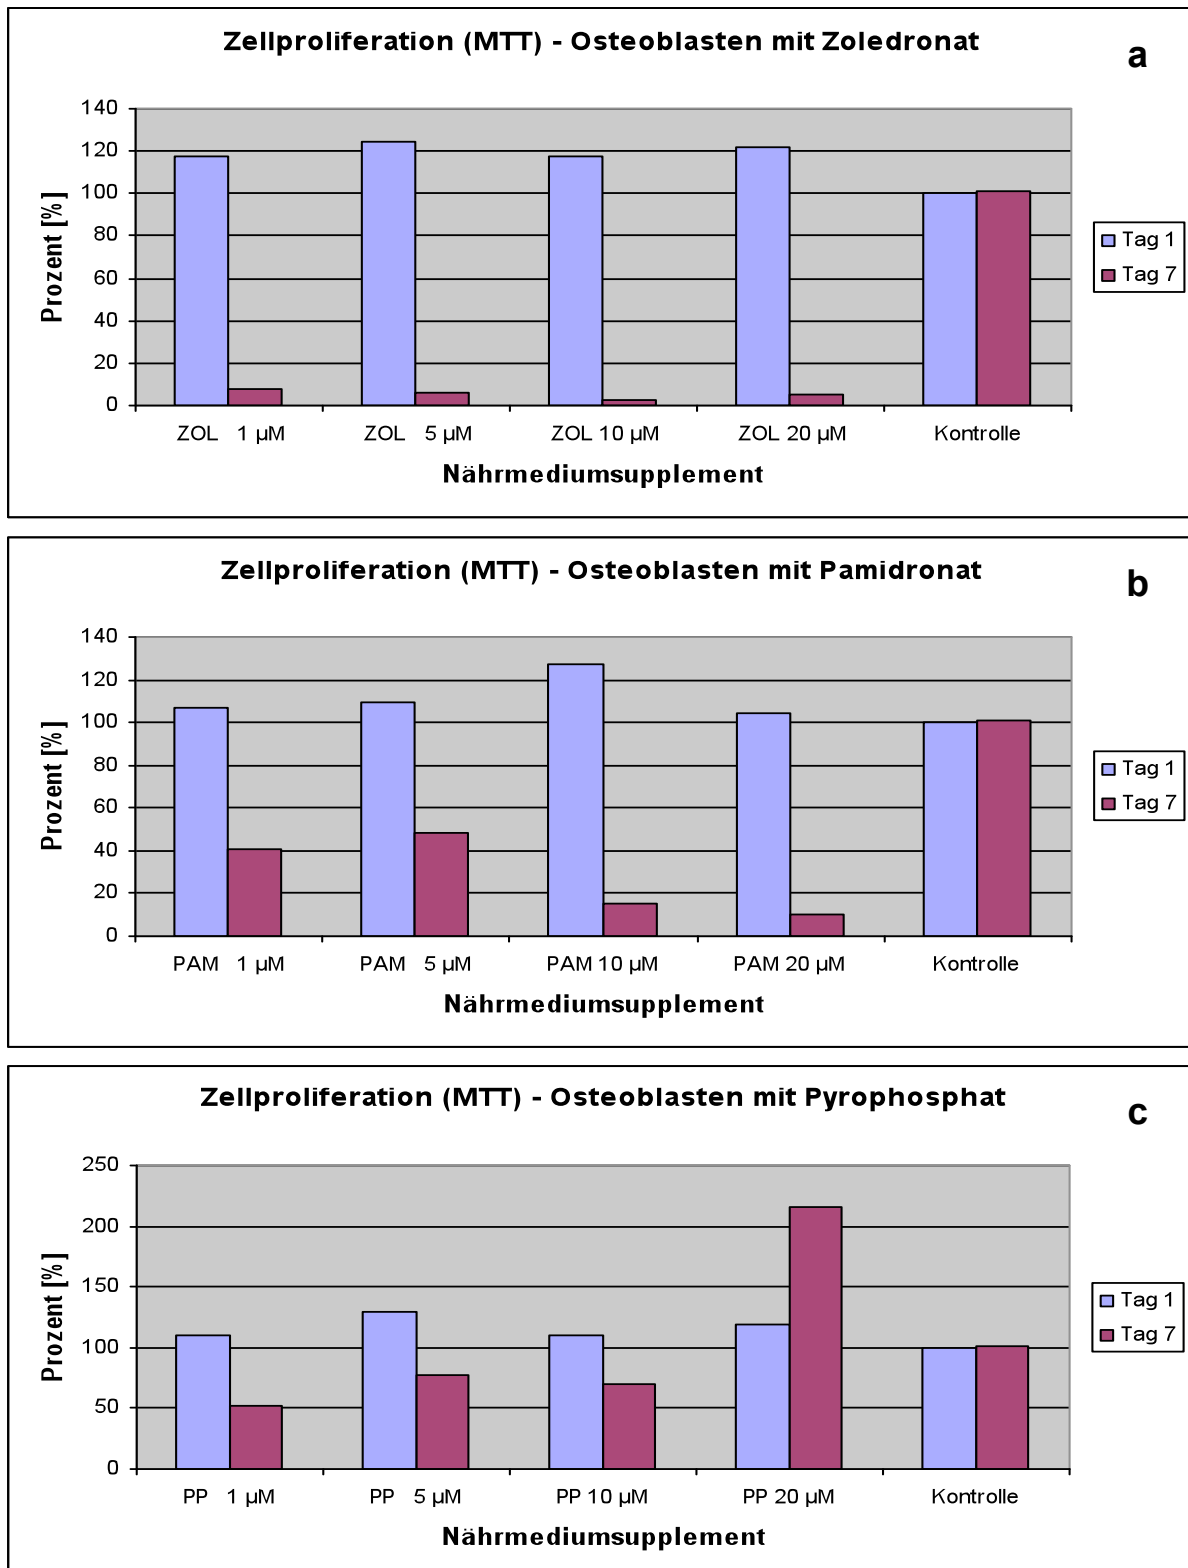 Zellproliferation (MTT) - Osteoblasten mit Zoledronat
a
140
120
100
80
60
40
20
0
Prozent [%]
ZOL 1 µM
ZOL 5 µM
ZOL 10 µM
ZOL 20 µM
Kontrolle
Nährmediumsupplement
Tag 1
Tag 7
Zellproliferation (MTT) - Osteoblasten mit Pamidronat
b
140
120
100
80
60
40
20
0
Prozent [%]
PAM 1 µM
PAM 5 µM
PAM 10 µM
PAM 20 µM
Kontrolle
Nährmediumsupplement
Tag 1
Tag 7
Zellproliferation (MTT) - Osteoblasten mit Pyrophosphat
c
250
200
150
100
50
0
Prozent [%]
PP 1 µM
PP 5 µM
PP 10 µM
PP 20 µM
Kontrolle
Nährmediumsupplement
Tag 1
Tag 7